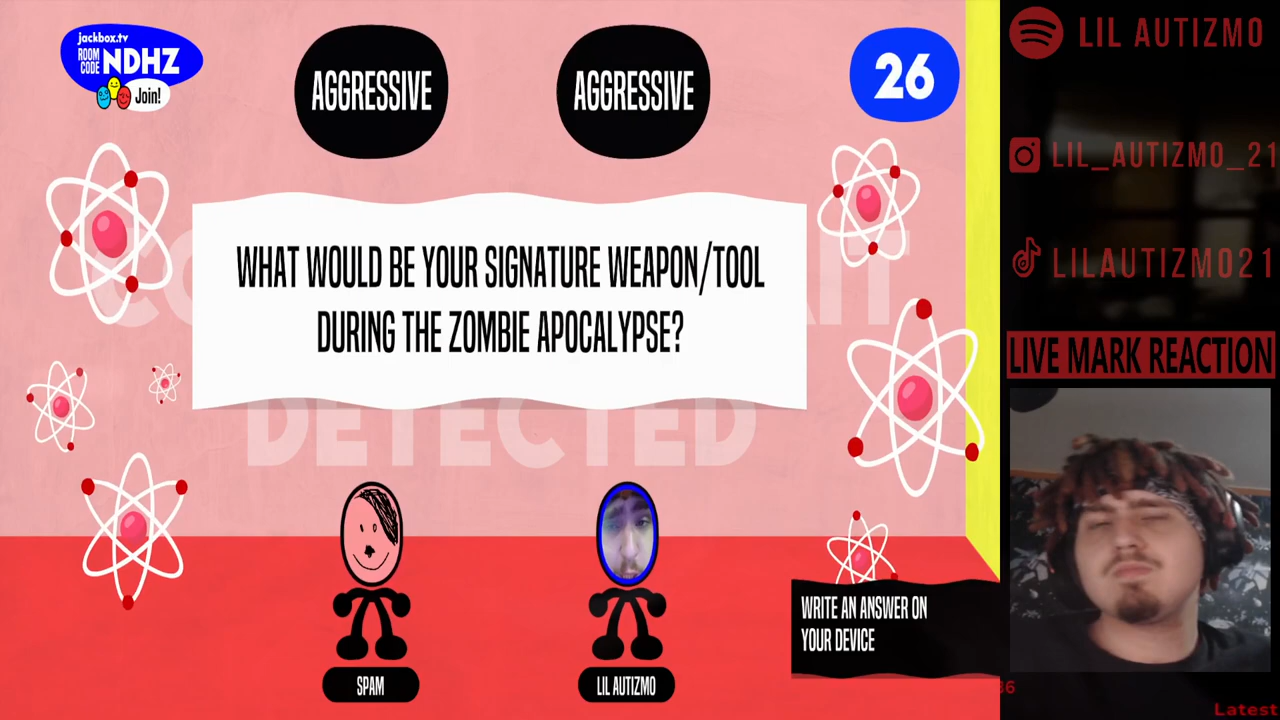 jackbox.tv
ROOM
CODE
NDHZ
Join!
AGGRESSIVE
AGGRESSIVE
26
WHAT WOULD BE YOUR SIGNATURE WEAPON/TOOL
DURING THE ZOMBIE APOCALYPSE?
DETECTED
WRITE AN ANSWER ON
YOUR DEVICE
SPAM
LIL AUTIZMO
LIL AUTIZMO
LIL_AUTIZMO_21
LILAUTIZMO21
LIVE MARK REACTION
Latest